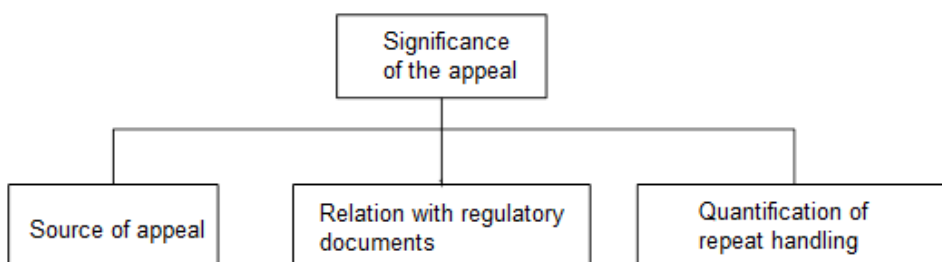 Significance
of the appeal
Source of appeal
Relation with regulatory
documents
Quantification of
repeat handling